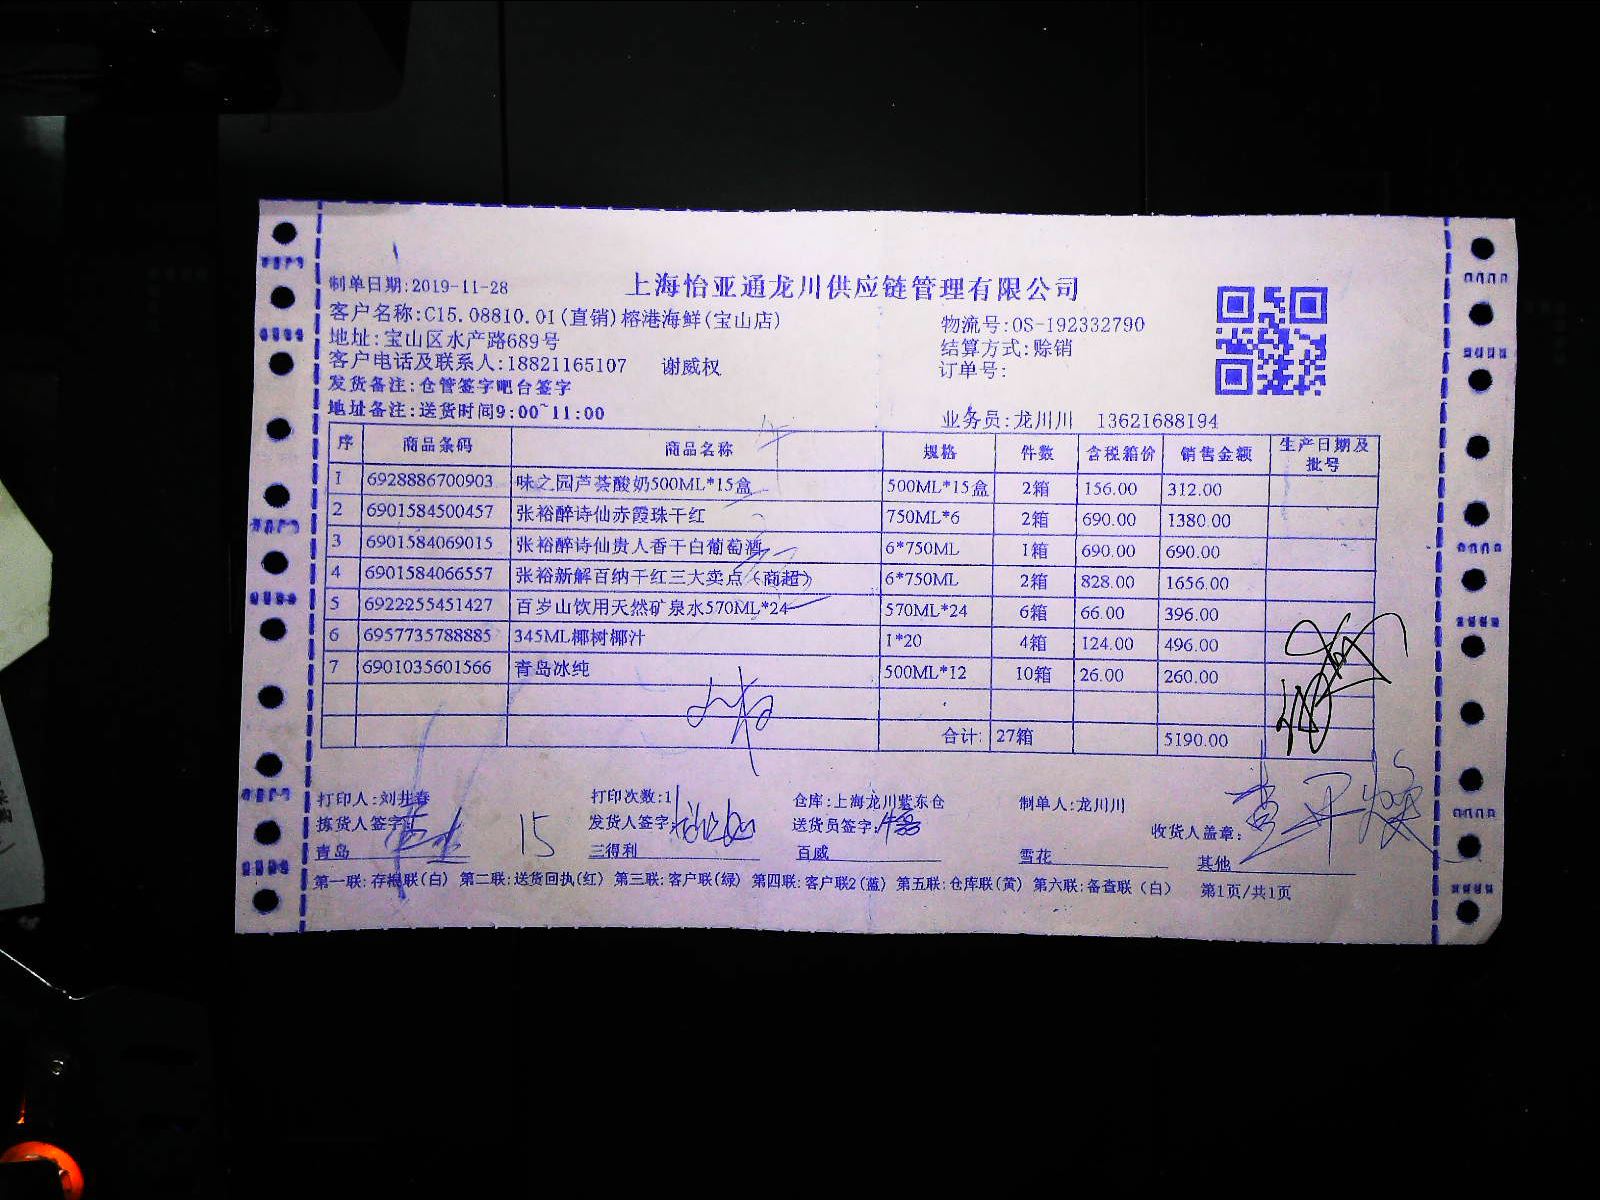 制单日期:2019-11-28
上海怡亚通龙川供应链管理有限公司
客户名称:C15.08810.01(直销)榕港海鲜(宝山店)
物流号:OS-192332790
地址:宝山区水产路689号
结算方式:赊销
客户电话及联系人:18821165107 谢威权
订单号:
发货备注:仓管签字吧台签字
地址备注:送货时间9:00~11:00
业务员:龙川川 13621688194
序 商品条码 商品名称 规格 件数 含税箱价 销售金额 生产日期及批号
1 6928886700903 味之园芦荟酸奶500ML*15盒 500ML*15盒 2箱 156.00 312.00
2 6901584500457 张裕醉诗仙赤霞珠干红 750ML*6 2箱 690.00 1380.00
3 6901584069015 张裕醉诗仙贵人香干白葡萄酒 6*750ML 1箱 690.00 690.00
4 6901584066557 张裕新解百纳干红三大卖点(商超) 6*750ML 2箱 828.00 1656.00
5 6922255451427 百岁山饮用天然矿泉水570ML*24 570ML*24 6箱 66.00 396.00
6 6957735788885 345ML椰树椰汁 1*20 4箱 124.00 496.00
7 6901035601566 青岛冰纯 500ML*12 10箱 26.00 260.00
合计: 27箱 5190.00
打印人:刘井春 打印次数:1 仓库:上海龙川紫东仓 制单人:龙川川
拣货人签字: 15 发货人签字: 送货员签字: 收货人盖章:
青岛 三得利 百威 雪花 其他
第一联:存根联(白) 第二联:送货回执(红) 第三联:客户联(绿) 第四联:客户联2(蓝) 第五联:仓库联(黄) 第六联:备查联(白) 第1页/共1页